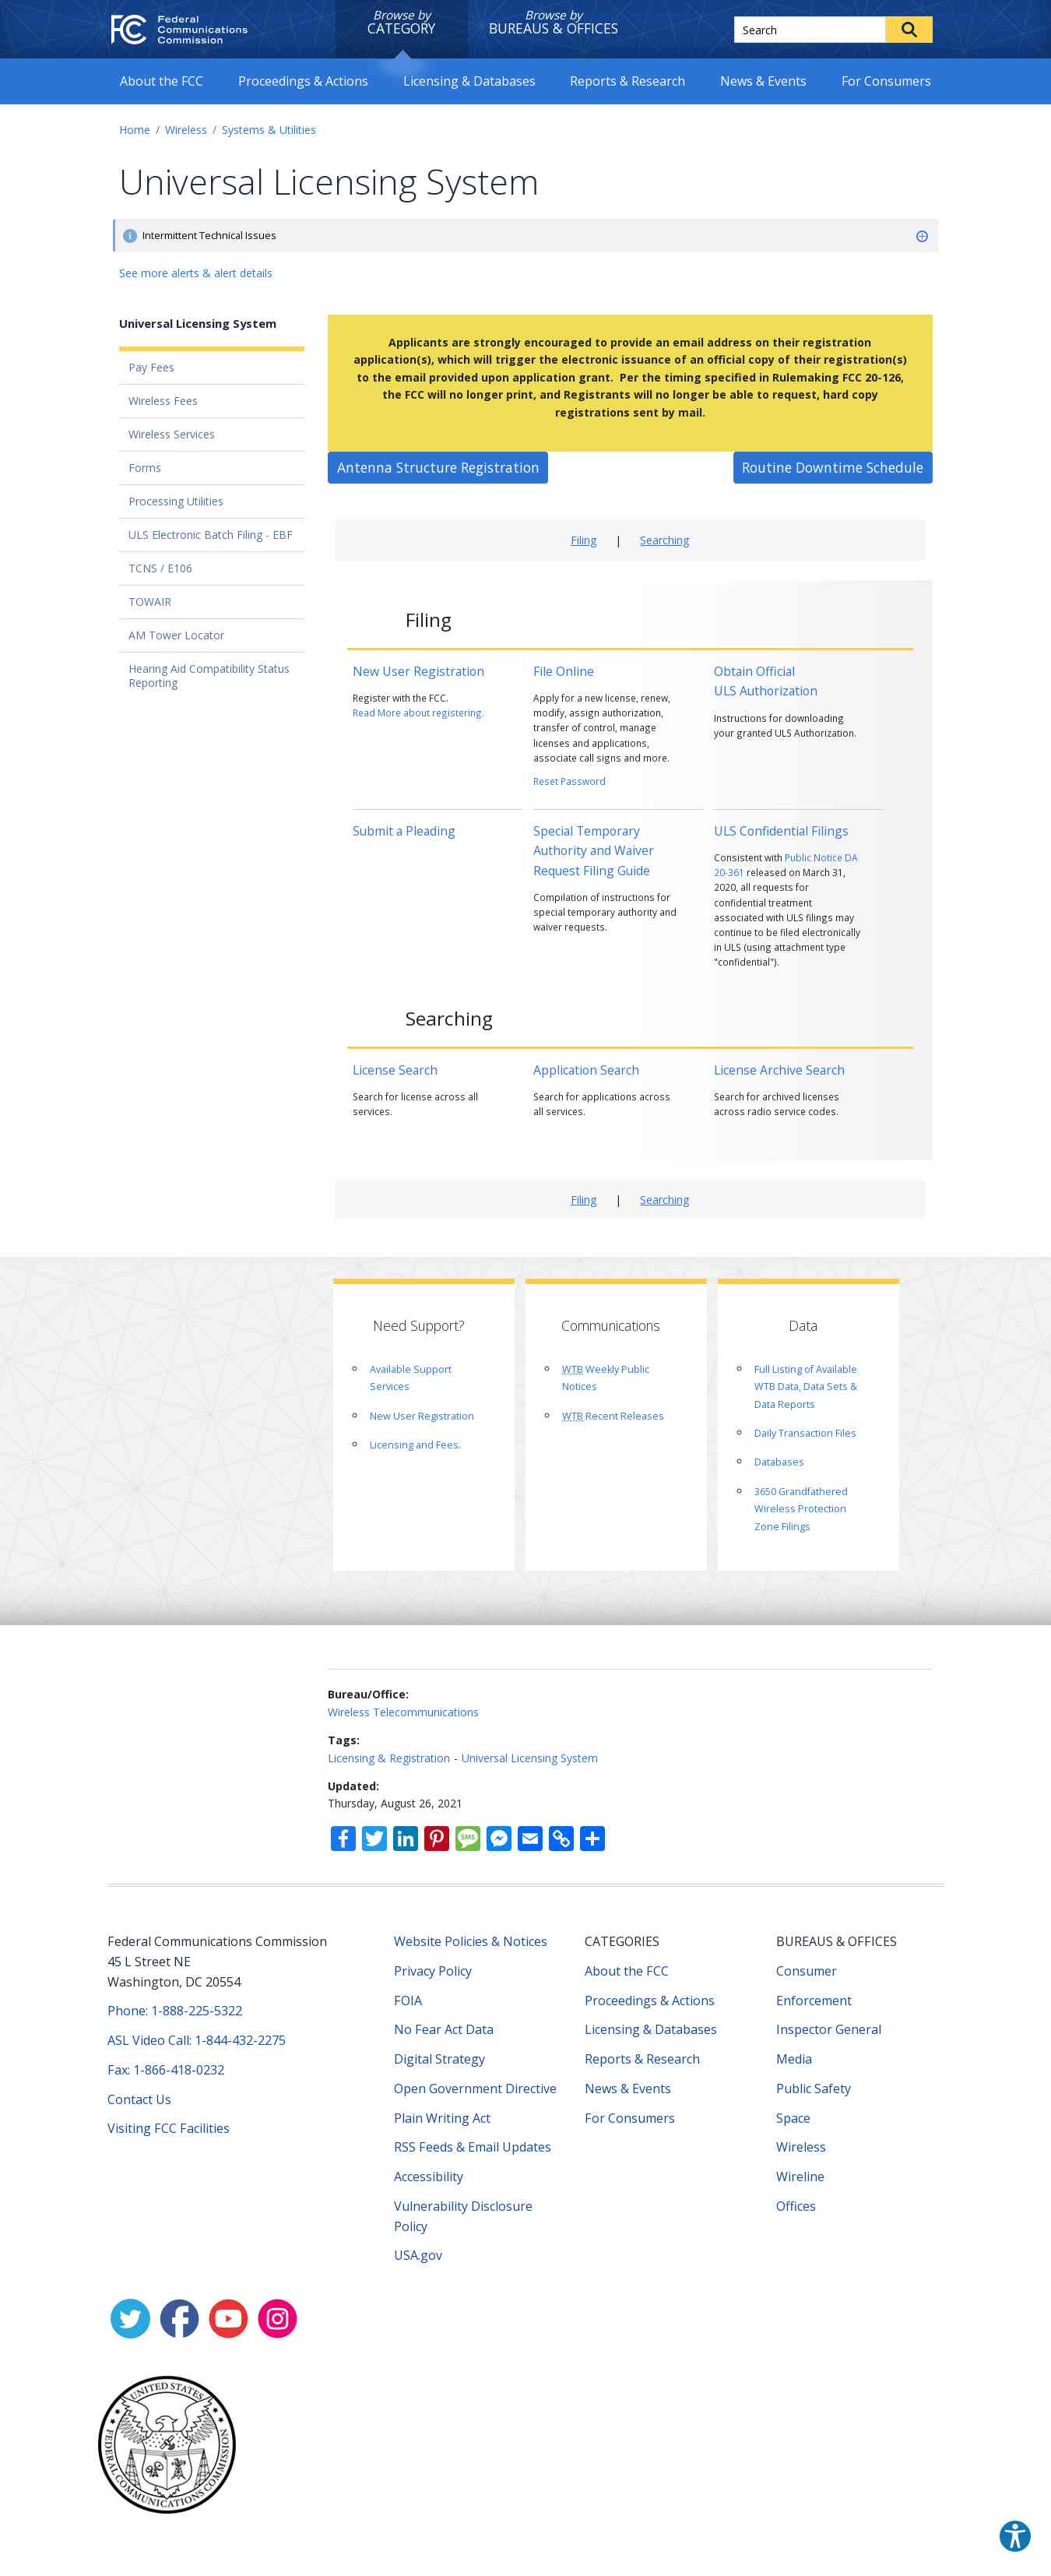 Federal
Communications
Commission
Browse by
CATEGORY
Browse by
BUREAUS & OFFICES
Search
About the FCC
Proceedings & Actions
Licensing & Databases
Reports & Research
News & Events
For Consumers
Home / Wireless / Systems & Utilities
Universal Licensing System
Intermittent Technical Issues
See more alerts & alert details
Universal Licensing System
Pay Fees
Wireless Fees
Wireless Services
Forms
Processing Utilities
ULS Electronic Batch Filing - EBF
TCNS / E106
TOWAIR
AM Tower Locator
Hearing Aid Compatibility Status
Reporting
Applicants are strongly encouraged to provide an email address on their registration
application(s), which will trigger the electronic issuance of an official copy of their registration(s)
to the email provided upon application grant. Per the timing specified in Rulemaking FCC 20-126,
the FCC will no longer print, and Registrants will no longer be able to request, hard copy
registrations sent by mail.
Antenna Structure Registration
Routine Downtime Schedule
Filing | Searching
Filing
New User Registration
Register with the FCC.
Read More about registering.
File Online
Apply for a new license, renew,
modify, assign authorization,
transfer of control, manage
licenses and applications,
associate call signs and more.
Reset Password
Obtain Official
ULS Authorization
Instructions for downloading
your granted ULS Authorization.
Submit a Pleading
Special Temporary
Authority and Waiver
Request Filing Guide
Compilation of instructions for
special temporary authority and
waiver requests.
ULS Confidential Filings
Consistent with Public Notice DA
20-361 released on March 31,
2020, all requests for
confidential treatment
associated with ULS filings may
continue to be filed electronically
in ULS (using attachment type
"confidential").
Searching
License Search
Search for license across all
services.
Application Search
Search for applications across
all services.
License Archive Search
Search for archived licenses
across radio service codes.
Filing | Searching
Need Support?
Available Support
Services
New User Registration
Licensing and Fees.
Communications
WTB Weekly Public
Notices
WTB Recent Releases
Data
Full Listing of Available
WTB Data, Data Sets &
Data Reports
Daily Transaction Files
Databases
3650 Grandfathered
Wireless Protection
Zone Filings
Bureau/Office:
Wireless Telecommunications
Tags:
Licensing & Registration - Universal Licensing System
Updated:
Thursday, August 26, 2021
SMS
Federal Communications Commission
45 L Street NE
Washington, DC 20554
Phone: 1-888-225-5322
ASL Video Call: 1-844-432-2275
Fax: 1-866-418-0232
Contact Us
Visiting FCC Facilities
Website Policies & Notices
Privacy Policy
FOIA
No Fear Act Data
Digital Strategy
Open Government Directive
Plain Writing Act
RSS Feeds & Email Updates
Accessibility
Vulnerability Disclosure
Policy
USA.gov
CATEGORIES
About the FCC
Proceedings & Actions
Licensing & Databases
Reports & Research
News & Events
For Consumers
BUREAUS & OFFICES
Consumer
Enforcement
Inspector General
Media
Public Safety
Space
Wireless
Wireline
Offices
UNITED STATES
FEDERAL COMMUNICATIONS COMMISSION